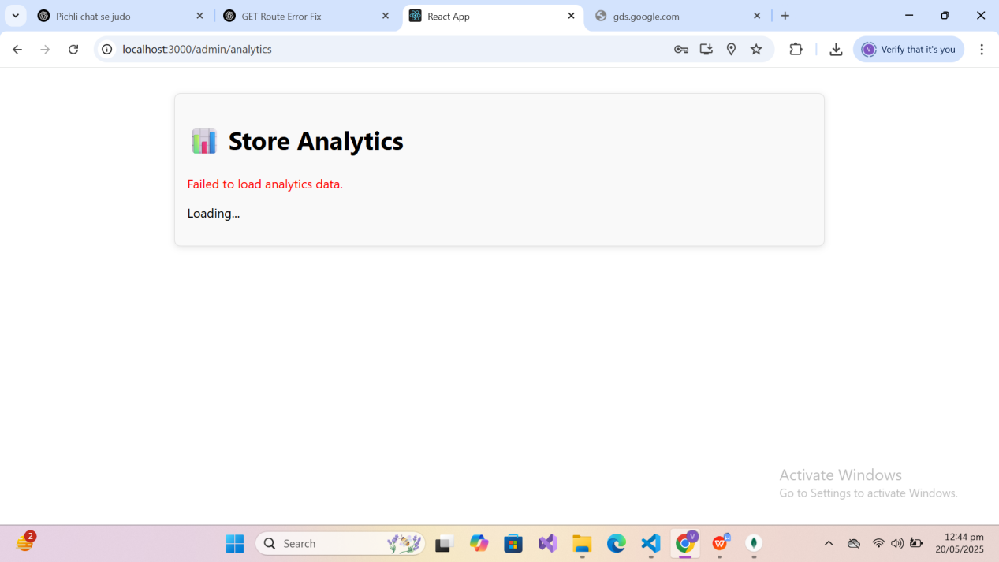 Pichli chat se judo
GET Route Error Fix
React App
gds.google.com
localhost:3000/admin/analytics
V
Verify that it's you
Store Analytics
Failed to load analytics data.
Loading...
Activate Windows
Go to Settings to activate Windows.
2
Search
V
12:44 pm
20/05/2025